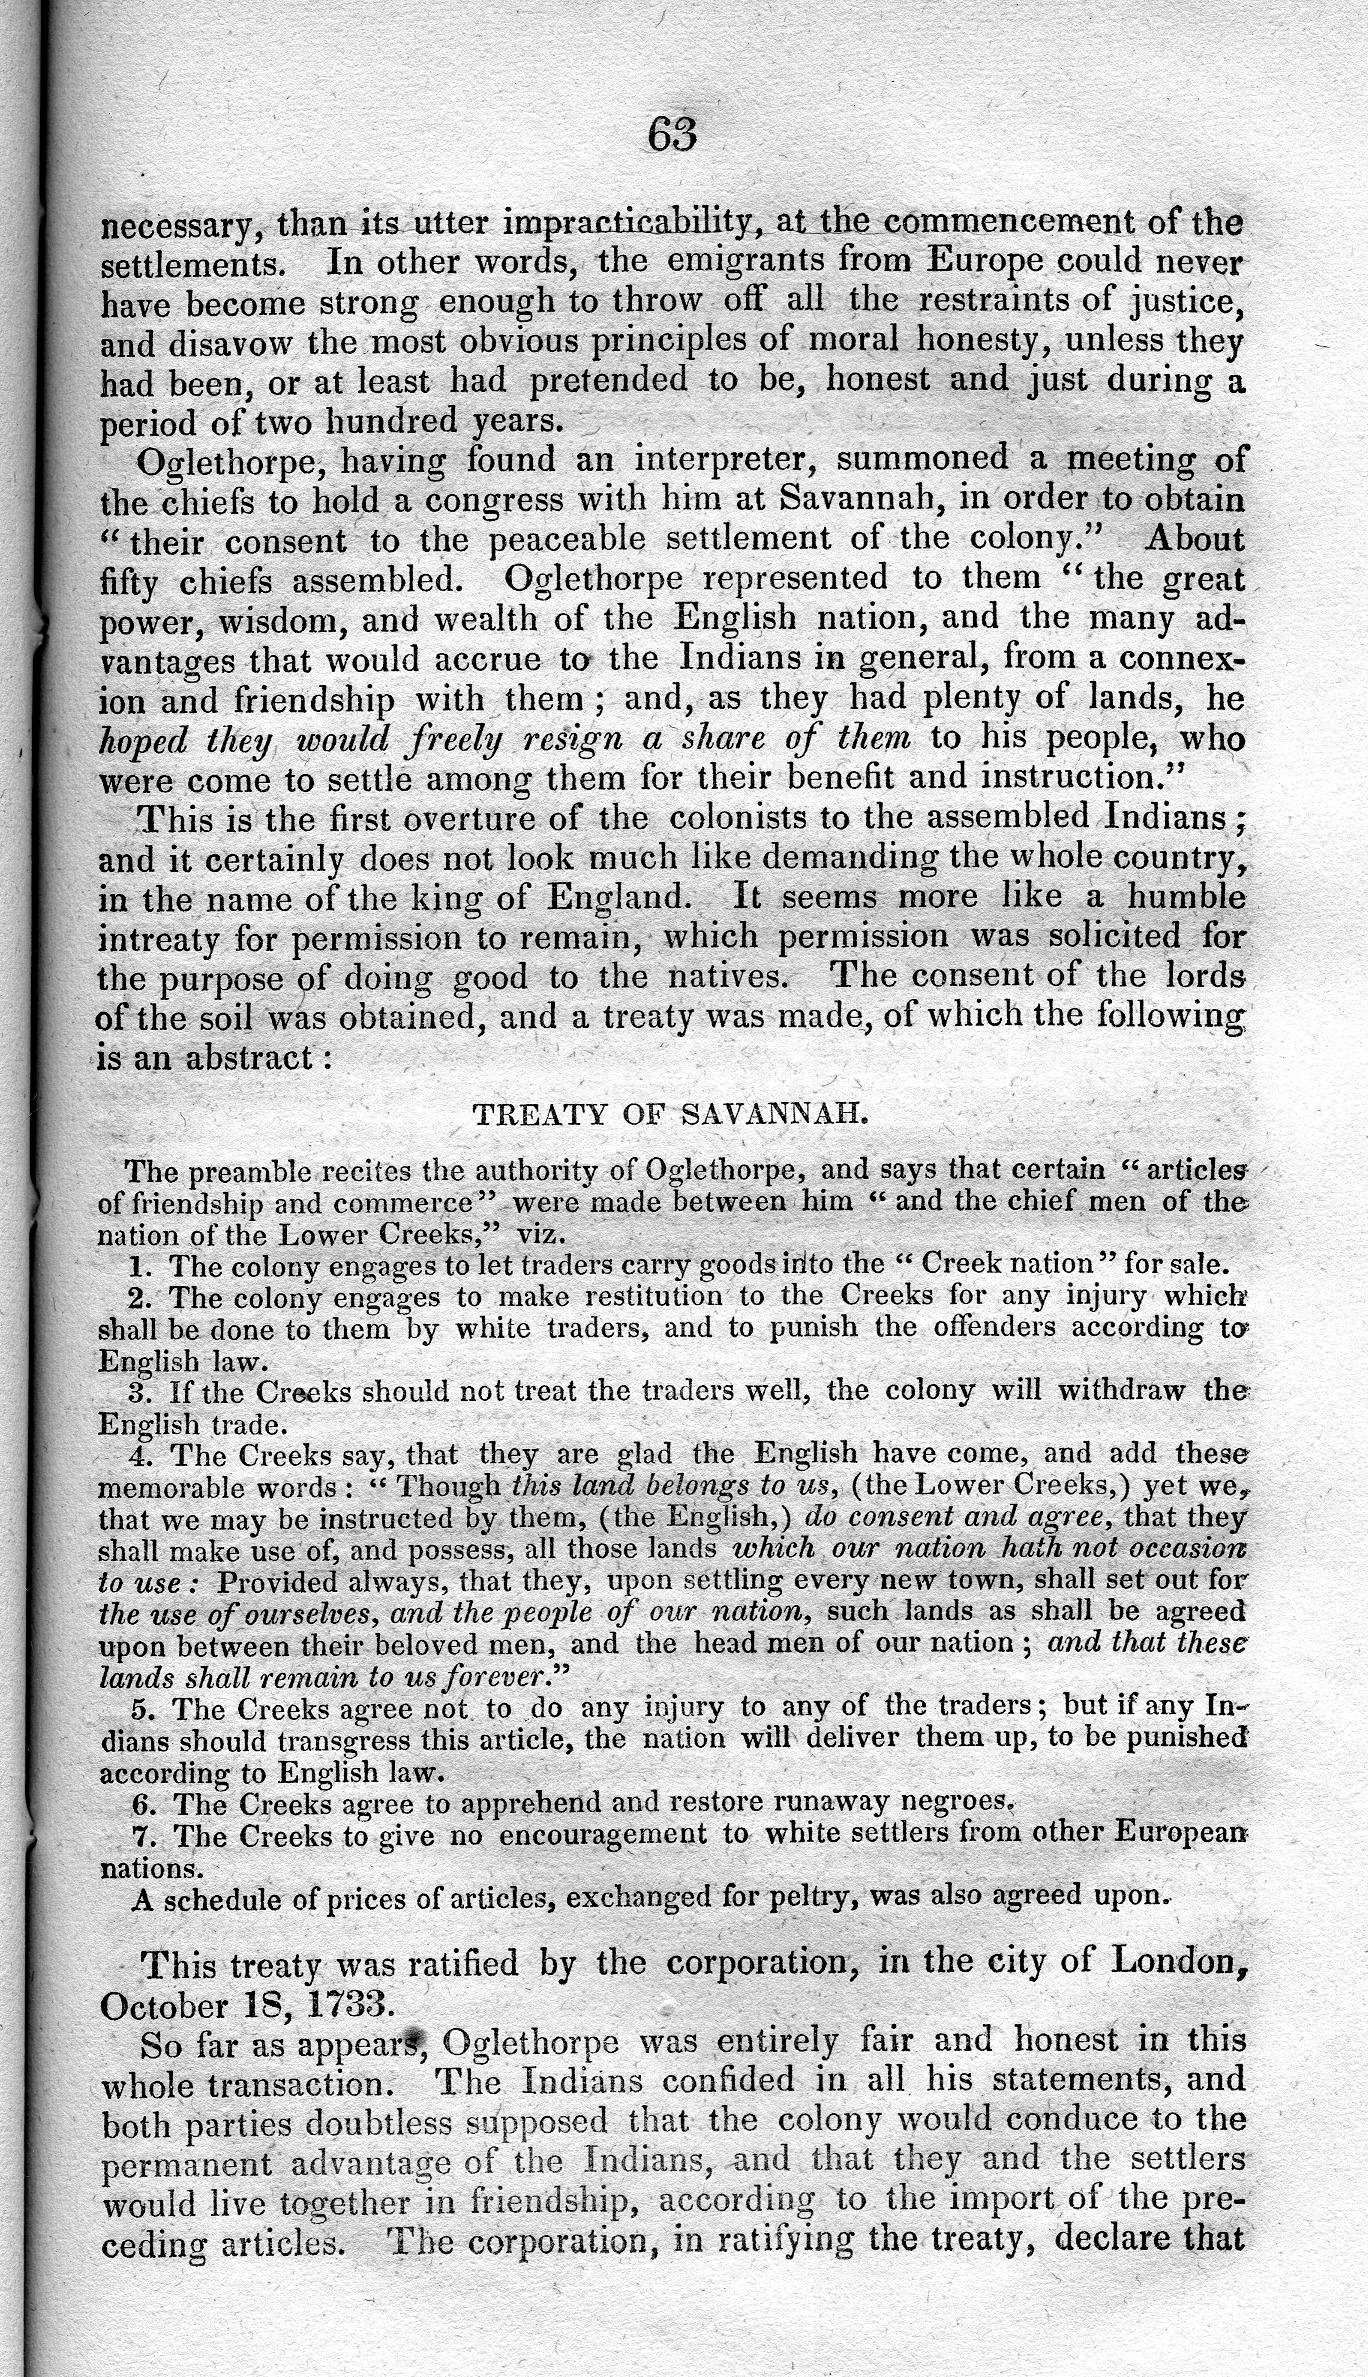 63
necessary, than its utter impracticability, at the commencement of the
settlements. In other words, the emigrants from Europe could never
have become strong enough to throw off all the restraints of justice,
and disavow the most obvious principles of moral honesty, unless they
had been, or at least had pretended to be, honest and just during a
period of two hundred years.
Oglethorpe, having found an interpreter, summoned a meeting of
the chiefs to hold a congress with him at Savannah, in order to obtain
“their consent to the peaceable settlement of the colony.” About
fifty chiefs assembled. Oglethorpe represented to them “the great
power, wisdom, and wealth of the English nation, and the many ad-
vantages that would accrue to the Indians in general, from a connex-
ion and friendship with them; and, as they had plenty of lands, he
hoped they would freely resign a share of them to his people, who
were come to settle among them for their benefit and instruction.”
This is the first overture of the colonists to the assembled Indians;
and it certainly does not look much like demanding the whole country,
in the name of the king of England. It seems more like a humble
intreaty for permission to remain, which permission was solicited for
the purpose of doing good to the natives. The consent of the lords
of the soil was obtained, and a treaty was made, of which the following
is an abstract:
TREATY OF SAVANNAH.
The preamble recites the authority of Oglethorpe, and says that certain “articles
of friendship and commerce” were made between him “and the chief men of the
nation of the Lower Creeks,” viz.
1. The colony engages to let traders carry goods into the “Creek nation” for sale.
2. The colony engages to make restitution to the Creeks for any injury which
shall be done to them by white traders, and to punish the offenders according to
English law.
3. If the Creeks should not treat the traders well, the colony will withdraw the
English trade.
4. The Creeks say, that they are glad the English have come, and add these
memorable words: “Though this land belongs to us, (the Lower Creeks,) yet we,
that we may be instructed by them, (the English,) do consent and agree, that they
shall make use of, and possess, all those lands which our nation hath not occasion
to use: Provided always, that they, upon settling every new town, shall set out for
the use of ourselves, and the people of our nation, such lands as shall be agreed
upon between their beloved men, and the head men of our nation; and that these
lands shall remain to us forever.”
5. The Creeks agree not to do any injury to any of the traders; but if any In-
dians should transgress this article, the nation will deliver them up, to be punished
according to English law.
6. The Creeks agree to apprehend and restore runaway negroes.
7. The Creeks to give no encouragement to white settlers from other European
nations.
A schedule of prices of articles, exchanged for peltry, was also agreed upon.
This treaty was ratified by the corporation, in the city of London,
October 18, 1733.
So far as appears, Oglethorpe was entirely fair and honest in this
whole transaction. The Indians confided in all his statements, and
both parties doubtless supposed that the colony would conduce to the
permanent advantage of the Indians, and that they and the settlers
would live together in friendship, according to the import of the pre-
ceding articles. The corporation, in ratifying the treaty, declare that